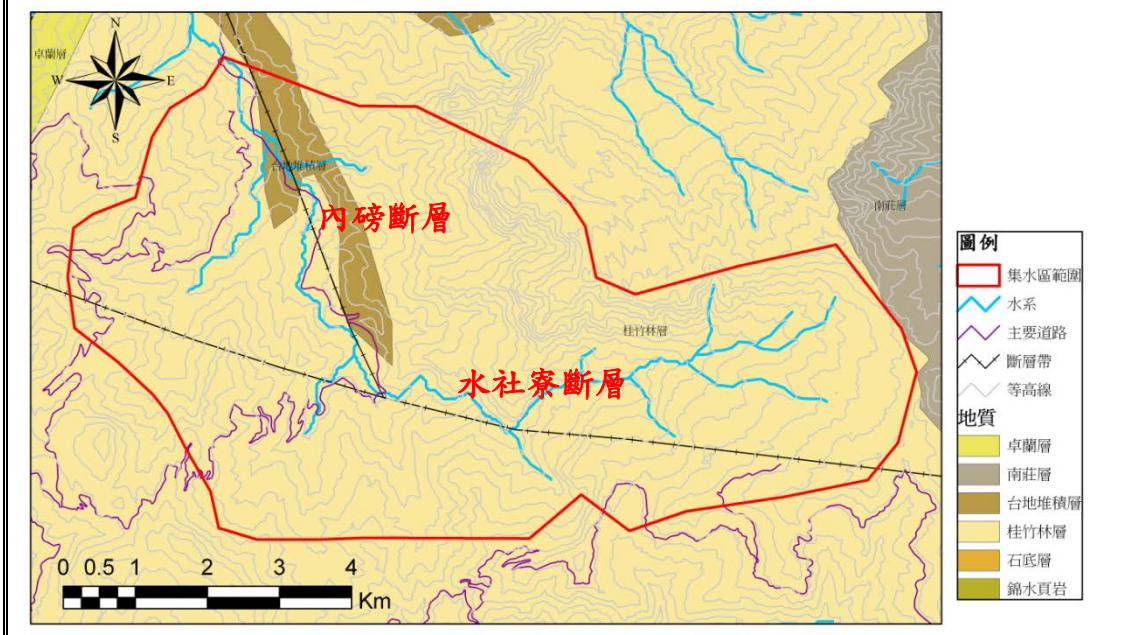 N
卓蘭層
W
E
S
台地堆積層
南莊層
內磅斷層
桂竹林層
水社寮斷層
0 0.5 1 2 3 4
Km
圖例
集水區範圍
水系
主要道路
斷層帶
等高線
地質
卓蘭層
南莊層
台地堆積層
桂竹林層
石底層
錦水頁岩